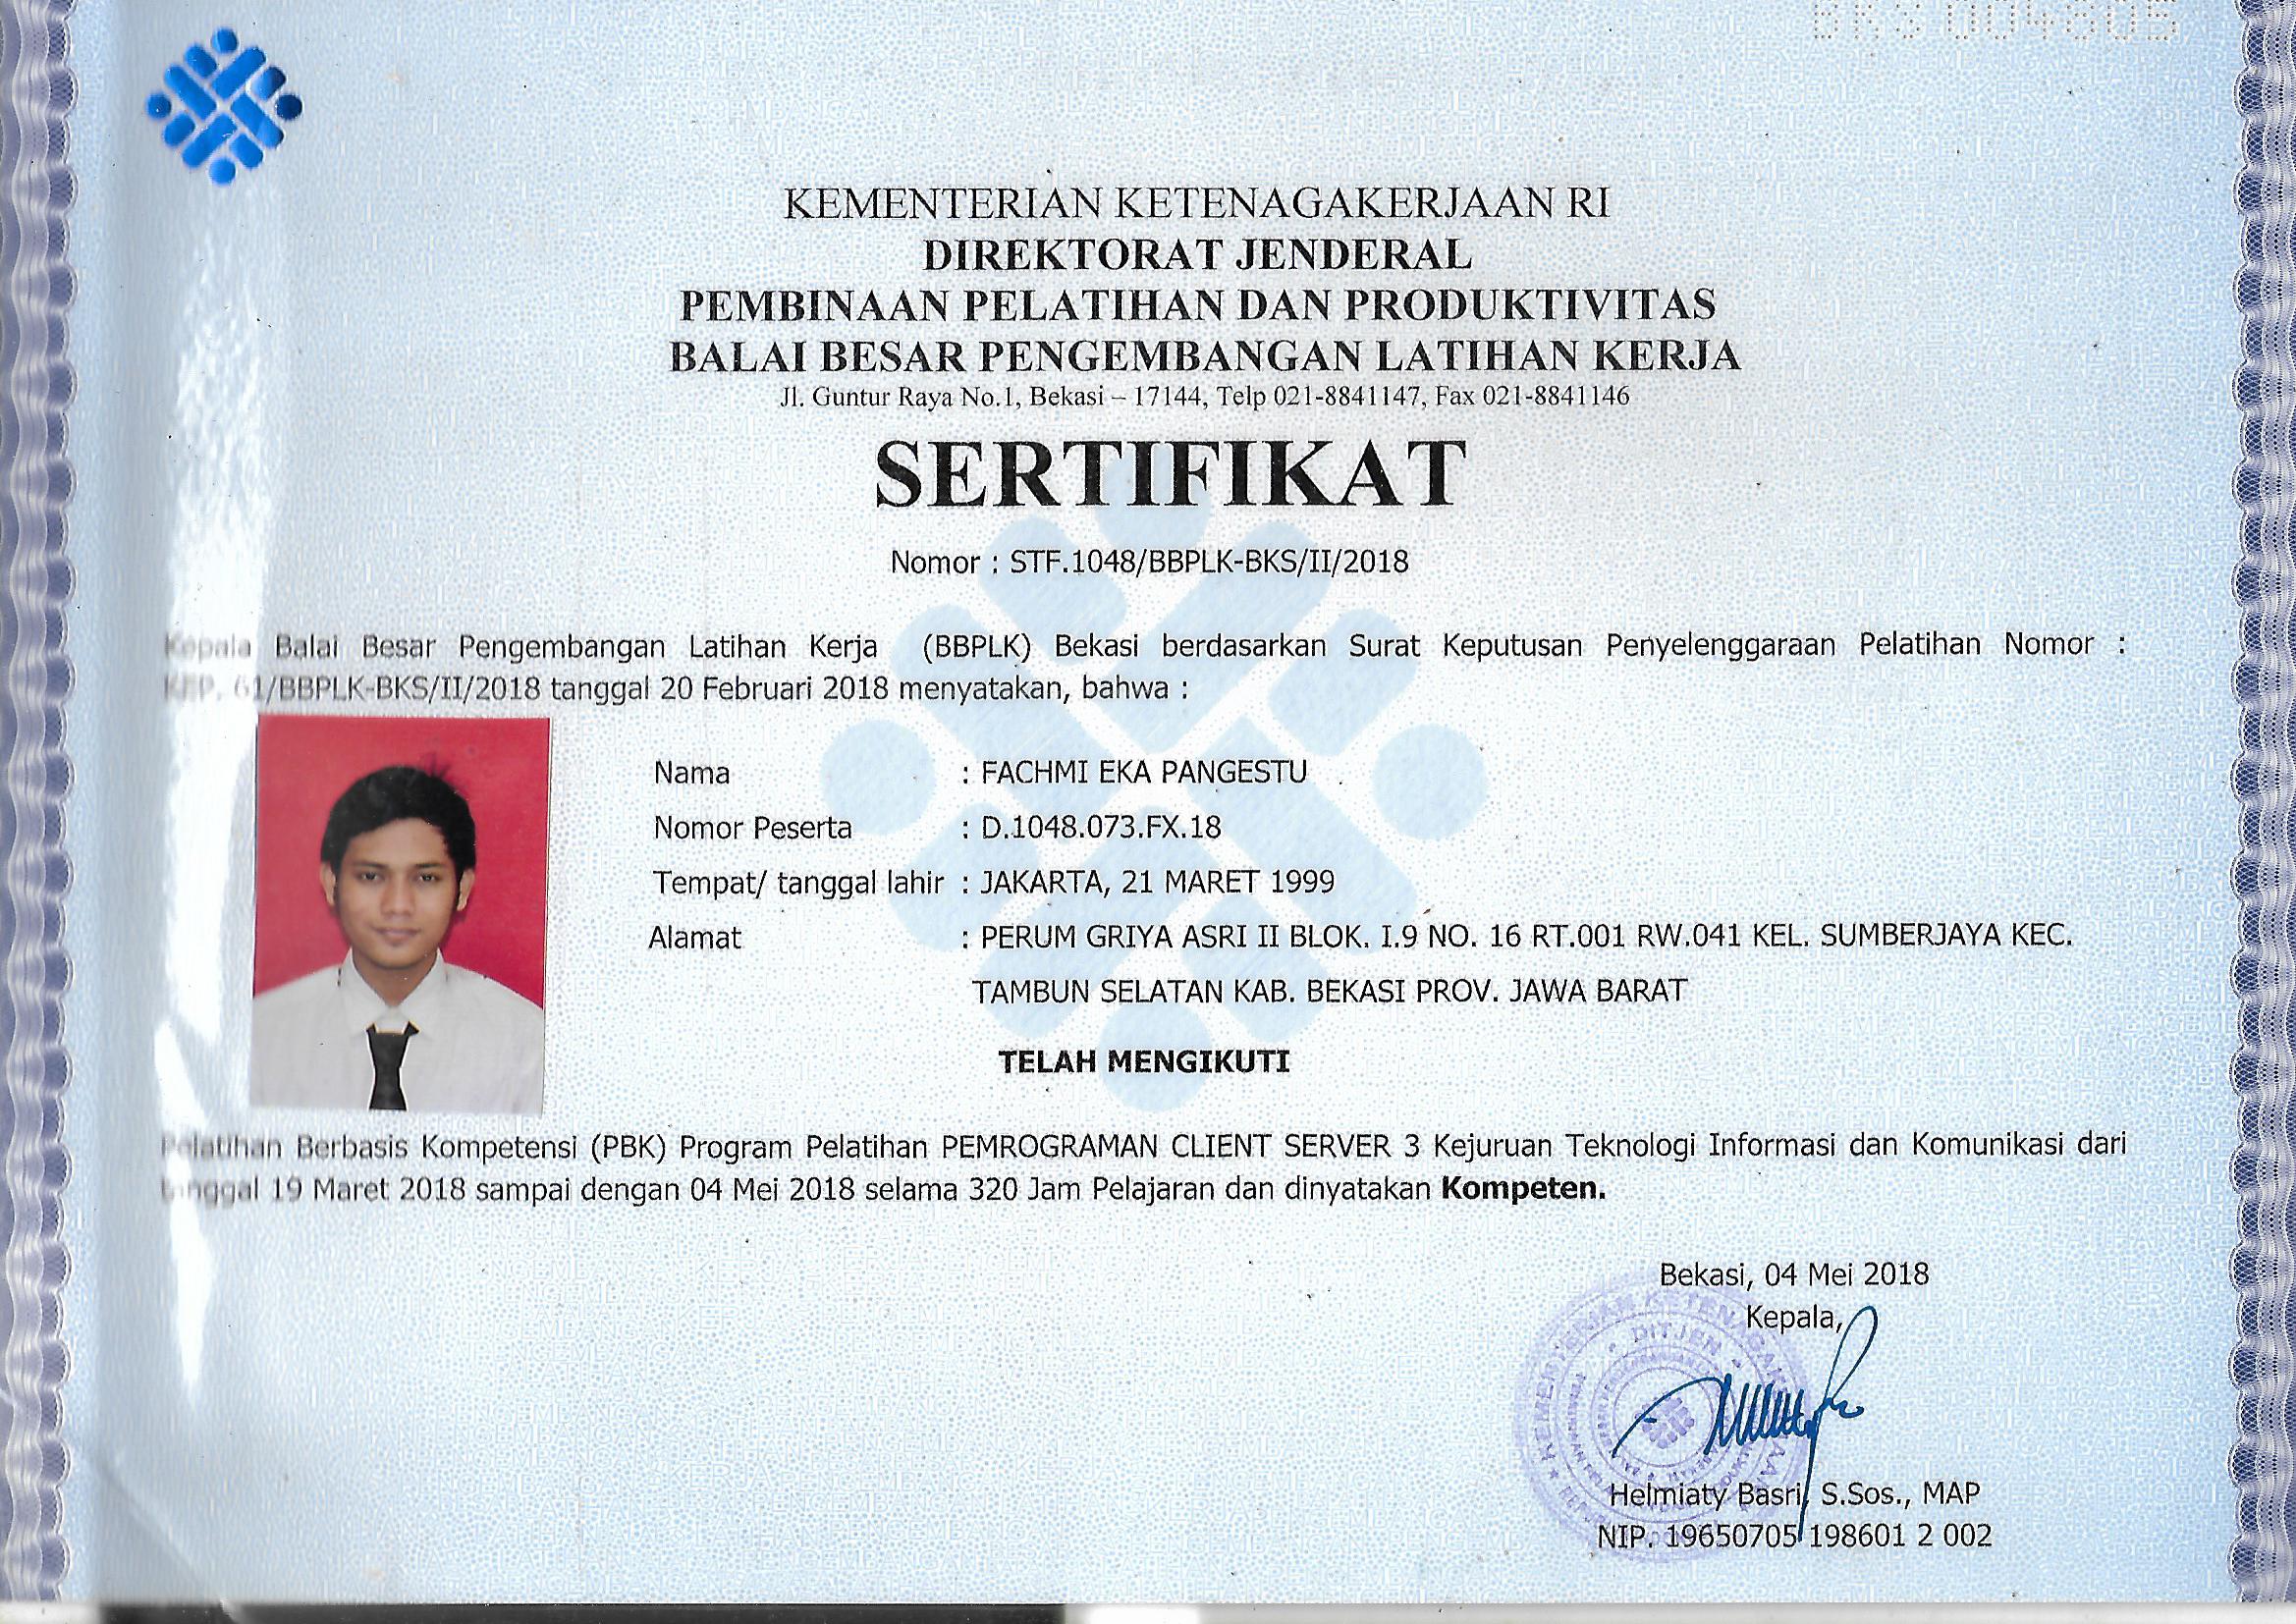 KEMENTERIAN KETENAGAKERJAAN RI
DIREKTORAT JENDERAL
PEMBINAAN PELATIHAN DAN PRODUKTIVITAS
BALAI BESAR PENGEMBANGAN LATIHAN KERJA
Jl. Guntur Raya No.1, Bekasi – 17144, Telp 021-8841147, Fax 021-8841146
SERTIFIKAT
Nomor : STF.1048/BBPLK-BKS/II/2018
Kepala Balai Besar Pengembangan Latihan Kerja (BBPLK) Bekasi berdasarkan Surat Keputusan Penyelenggaraan Pelatihan Nomor :
KEP. 61/BBPLK-BKS/II/2018 tanggal 20 Februari 2018 menyatakan, bahwa :
Nama : FACHMI EKA PANGESTU
Nomor Peserta : D.1048.073.FX.18
Tempat/ tanggal lahir : JAKARTA, 21 MARET 1999
Alamat : PERUM GRIYA ASRI II BLOK. I.9 NO. 16 RT.001 RW.041 KEL. SUMBERJAYA KEC.
TAMBUN SELATAN KAB. BEKASI PROV. JAWA BARAT
TELAH MENGIKUTI
Pelatihan Berbasis Kompetensi (PBK) Program Pelatihan PEMROGRAMAN CLIENT SERVER 3 Kejuruan Teknologi Informasi dan Komunikasi dari
tanggal 19 Maret 2018 sampai dengan 04 Mei 2018 selama 320 Jam Pelajaran dan dinyatakan Kompeten.
Bekasi, 04 Mei 2018
Kepala,
Helmiaty Basri, S.Sos., MAP
NIP. 19650705 198601 2 002